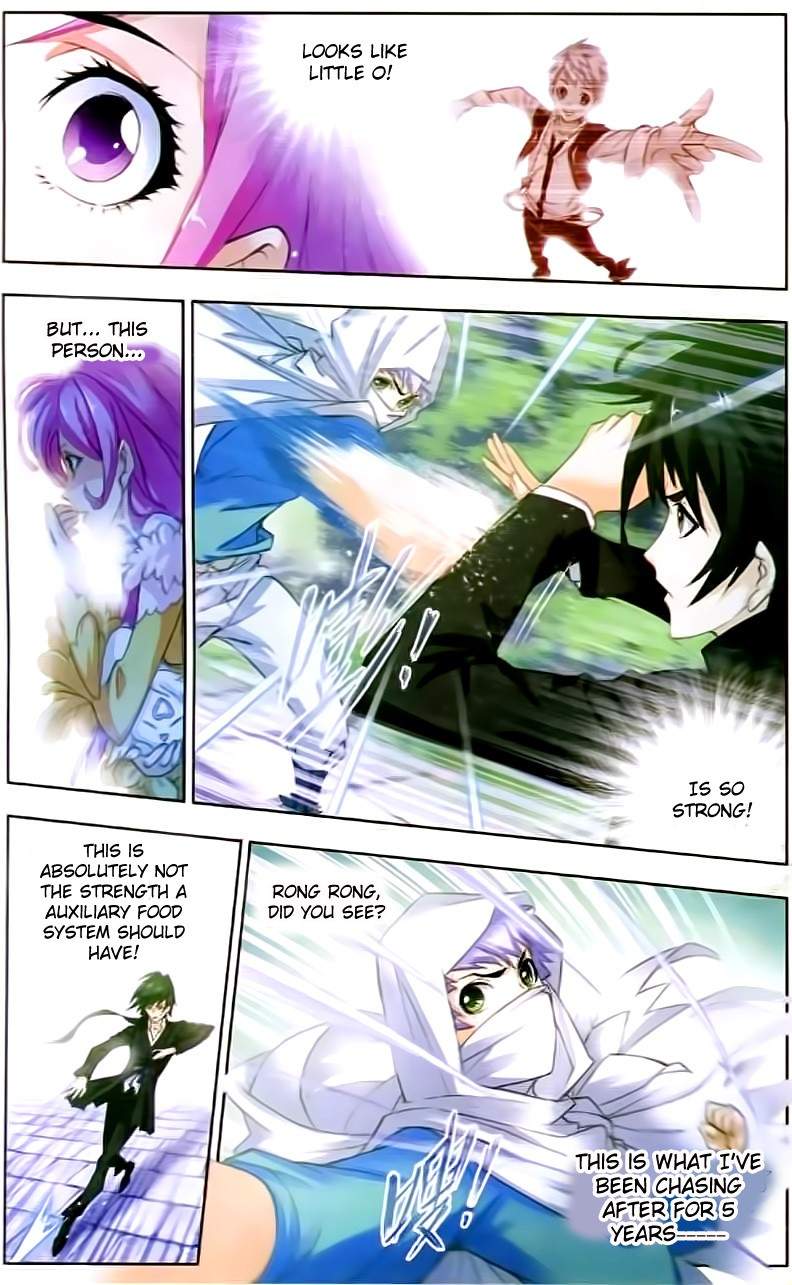 LOOKS LIKE
LITTLE O!
BUT... THIS
PERSON...
IS SO
STRONG!
THIS IS
ABSOLUTELY NOT
THE STRENGTH A
AUXILIARY FOOD
SYSTEM SHOULD
HAVE!
RONG RONG,
DID YOU SEE?
THIS IS WHAT I'VE
BEEN CHASING
AFTER FOR 5
YEARS-----